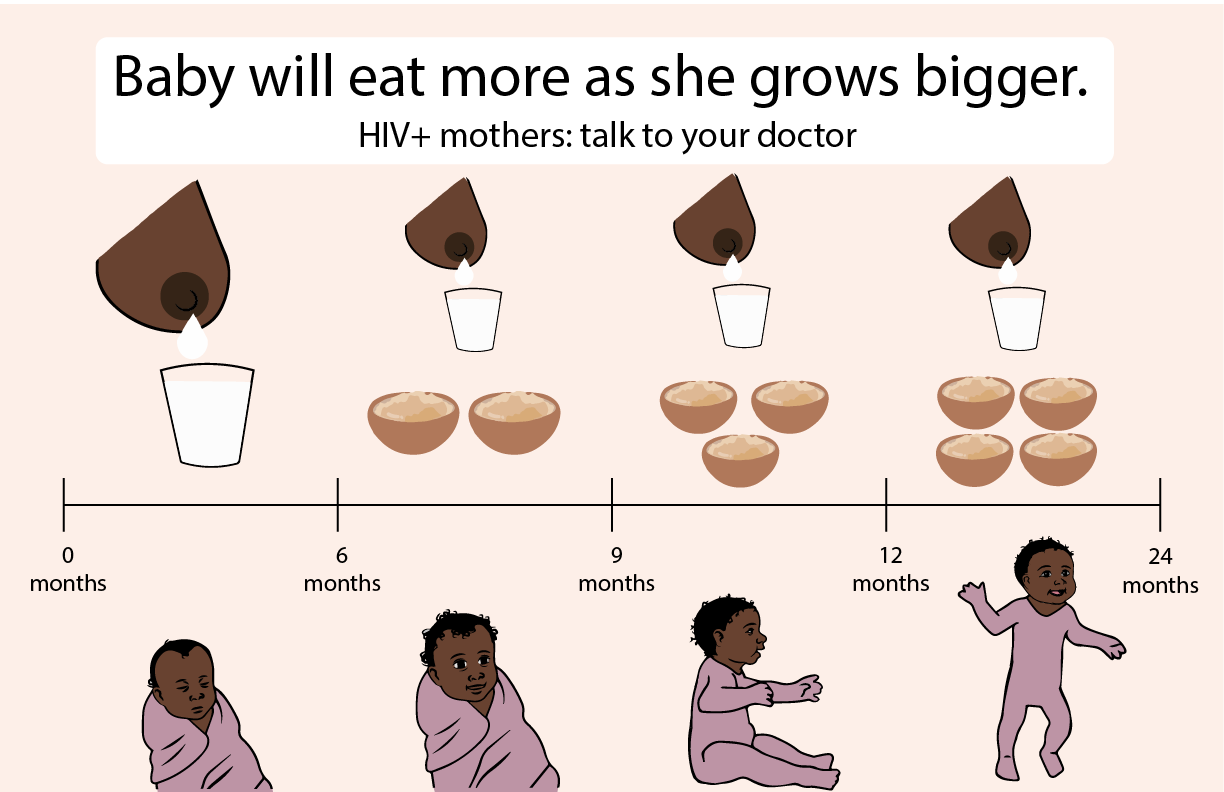 Baby will eat more as she grows bigger.
HIV+ mothers: talk to your doctor
0
months
6
months
9
months
12
months
24
months